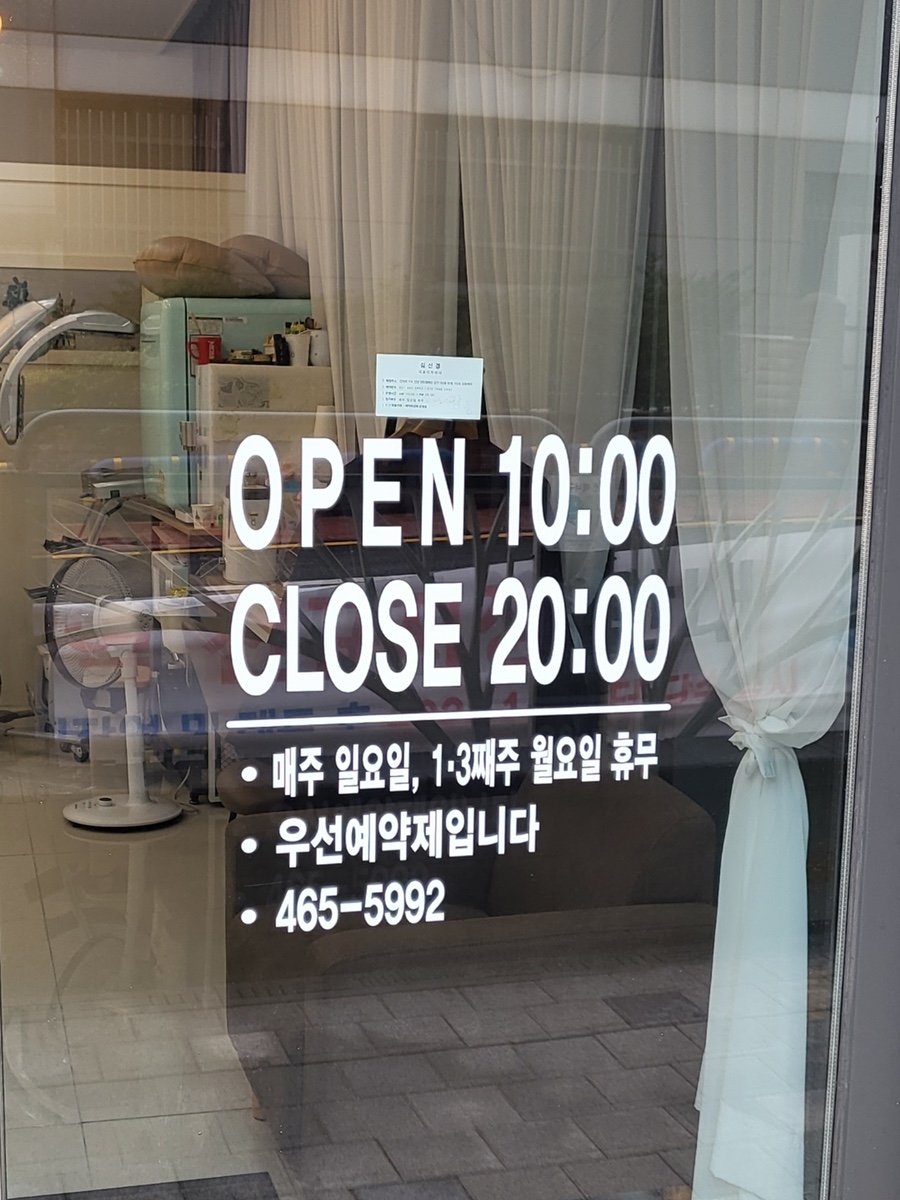 OPEN 10:00
CLOSE 20:00
• 매주 일요일, 1·3째주 월요일 휴무
• 우선예약제입니다
• 465-5992